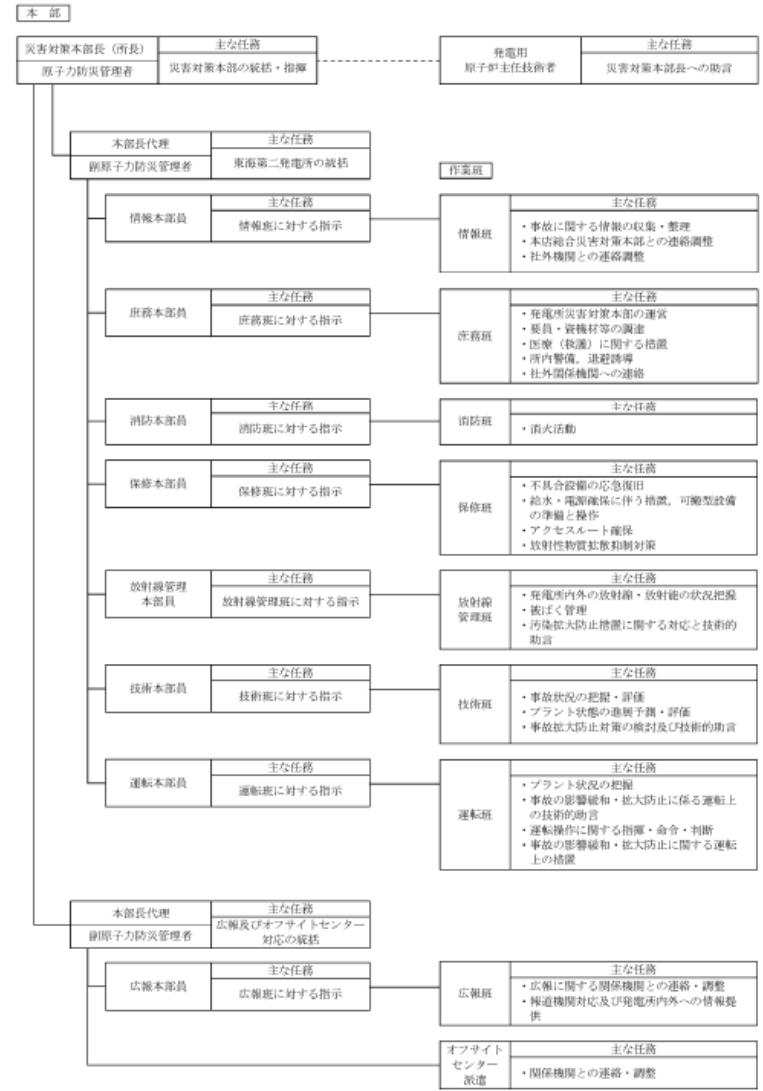 本 部
災害対策本部長（所長）
原子力防災管理者
主な任務
災害対策本部の統括・指揮
発電用
原子炉主任技術者
主な任務
災害対策本部長への助言
本部長代理
副原子力防災管理者
主な任務
東海第二発電所の統括
作業班
情報本部員
主な任務
情報班に対する指示
情報班
主な任務
・事故に関する情報の収集・整理
・本店総合災害対策本部との連絡調整
・社外機関との連絡調整
庶務本部員
主な任務
庶務班に対する指示
庶務班
主な任務
・発電所災害対策本部の運営
・要員・資機材等の調達
・医療（救護）に関する措置
・所内警備，退避誘導
・社外関係機関への連絡
消防本部員
主な任務
消防班に対する指示
消防班
主な任務
・消火活動
保修本部員
主な任務
保修班に対する指示
保修班
主な任務
・不具合設備の応急復旧
・給水・電源確保に伴う措置，可搬型設備
の準備と操作
・アクセスルート確保
・放射性物質拡散抑制対策
放射線管理
本部員
主な任務
放射線管理班に対する指示
放射線
管理班
主な任務
・発電所内外の放射線・放射能の状況把握
・被ばく管理
・汚染拡大防止措置に関する対応と技術的
助言
技術本部員
主な任務
技術班に対する指示
技術班
主な任務
・事故状況の把握・評価
・プラント状態の進展予測・評価
・事故拡大防止対策の検討及び技術的助言
運転本部員
主な任務
運転班に対する指示
運転班
主な任務
・プラント状況の把握
・事故の影響緩和・拡大防止に係る運転上
の技術的助言
・運転操作に関する指揮・命令・判断
・事故の影響緩和・拡大防止に関する運転
上の措置
本部長代理
副原子力防災管理者
主な任務
広報及びオフサイトセンター
対応の統括
広報本部員
主な任務
広報班に対する指示
広報班
主な任務
・広報に関する関係機関との連絡・調整
・報道機関対応及び発電所内外への情報提
供
オフサイト
センター
派遣
主な任務
・関係機関との連絡・調整